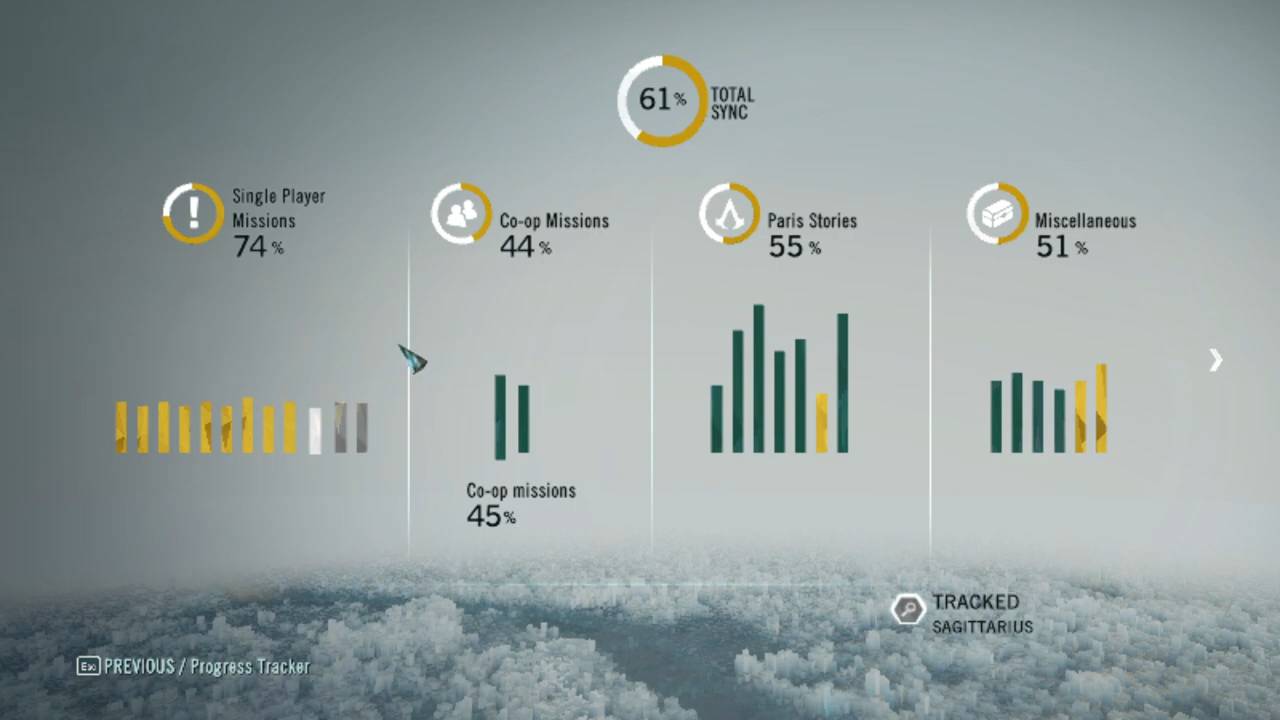 61%
TOTAL
SYNC
Single Player
Missions
74 %
Co-op Missions
44 %
Paris Stories
55 %
Miscellaneous
51 %
Co-op missions
45%
TRACKED
SAGITTARIUS
Esc PREVIOUS / Progress Tracker